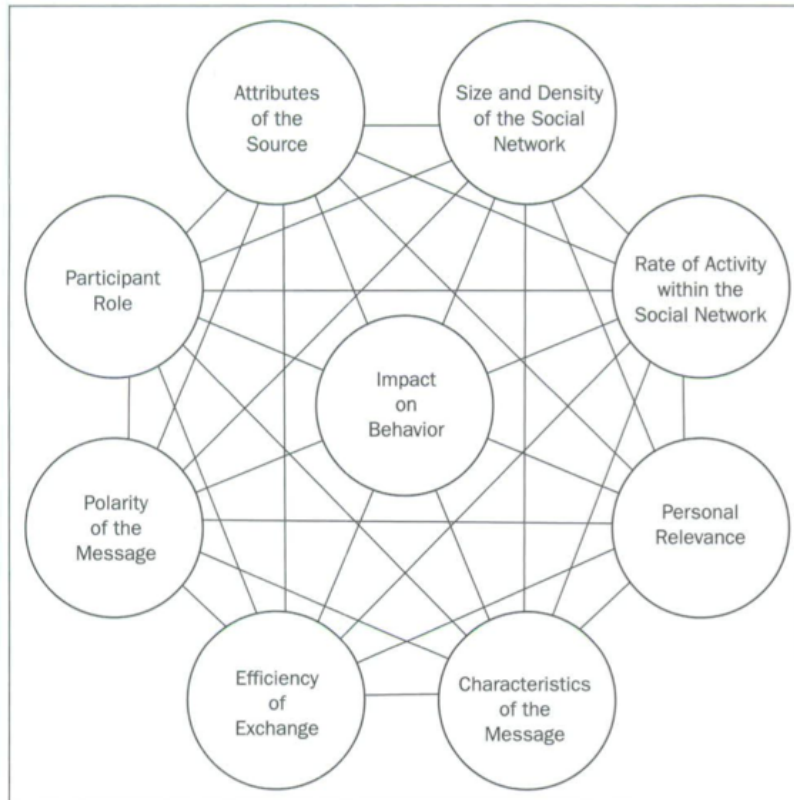 Attributes
of the
Source
Size and Density
of the Social
Network
Participant
Role
Rate of Activity
within the
Social Network
Impact
on
Behavior
Polarity
of the
Message
Personal
Relevance
Efficiency
of
Exchange
Characteristics
of the
Message